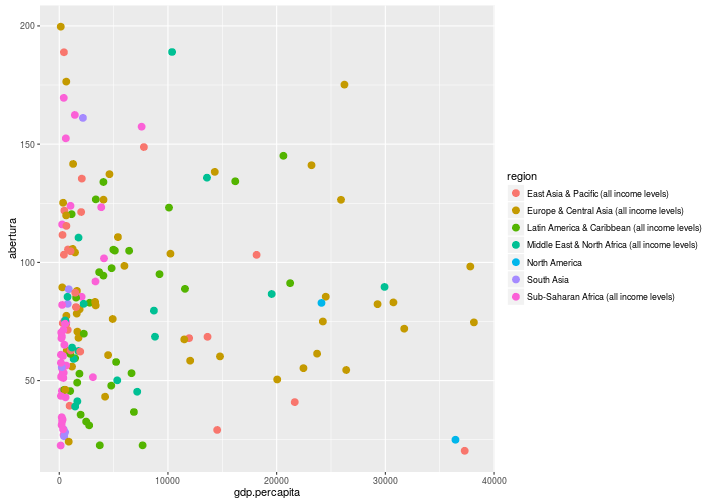 200
150
100
50
abertura
0
10000
20000
30000
40000
gdp.percapita
region
East Asia & Pacific (all income levels)
Europe & Central Asia (all income levels)
Latin America & Caribbean (all income levels)
Middle East & North Africa (all income levels)
North America
South Asia
Sub-Saharan Africa (all income levels)